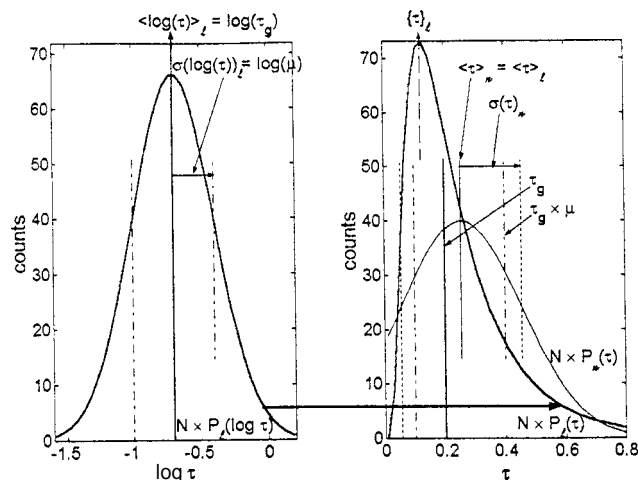 <log(τ)>ℓ = log(τg)
σ(log(τ))ℓ = log(μ)
counts
70
60
50
40
30
20
10
0
N × Pℓ(log τ)
-1.5
-1
-0.5
0
log τ
{τ}ℓ
<τ>n = <τ>ℓ
σ(τ)n
τg
τg × μ
counts
70
60
50
40
30
20
10
0
N × Pn(τ)
N × Pℓ(τ)
0
0.2
0.4
0.6
0.8
τ